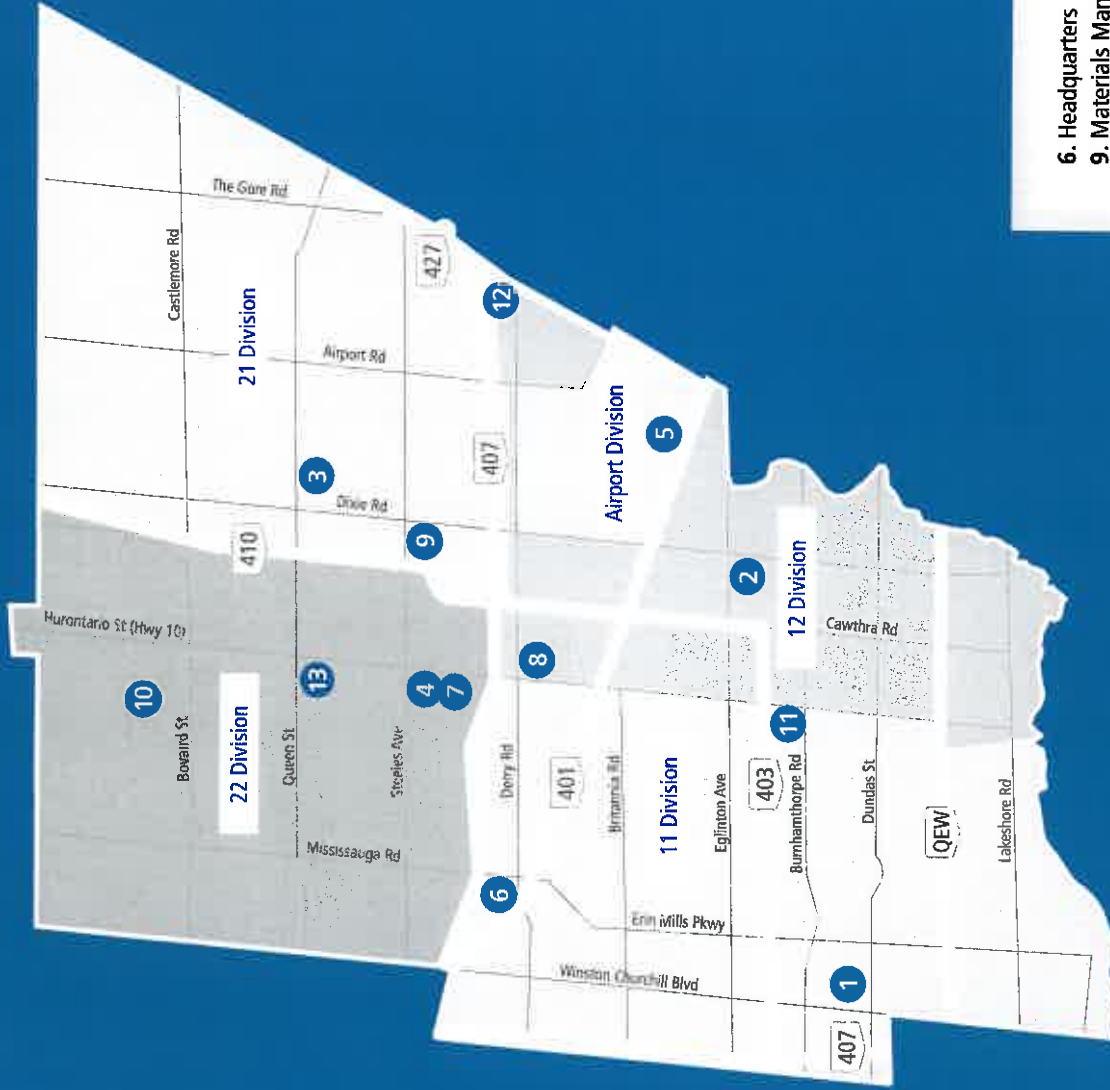 The Gore Rd
Castlemore Rd
427
21 Division
Airport Rd
12
407
Airport Division
5
3
Dixie Rd
9
410
2
12 Division
Cawthra Rd
Hurontario St (Hwy 10)
10
13
4
7
8
11
Bovaird St
22 Division
Queen St
Steeles Ave
Derry Rd
401
Britannia Rd
11 Division
Eglinton Ave
403
Burnhamthorpe Rd
Dundas St
QEW
Lakeshore Rd
Mississauga Rd
6
Erin Mills Pkwy
Winston Churchill Blvd
1
407
6. Headquarters
9. Materials Man